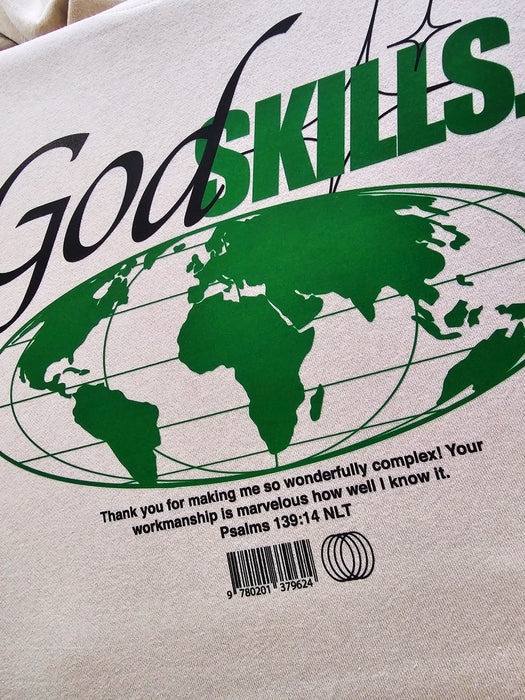 God SKILLS.
Thank you for making me so wonderfully complex! Your
workmanship is marvelous how well I know it.
Psalms 139:14 NLT
9 780201 379624